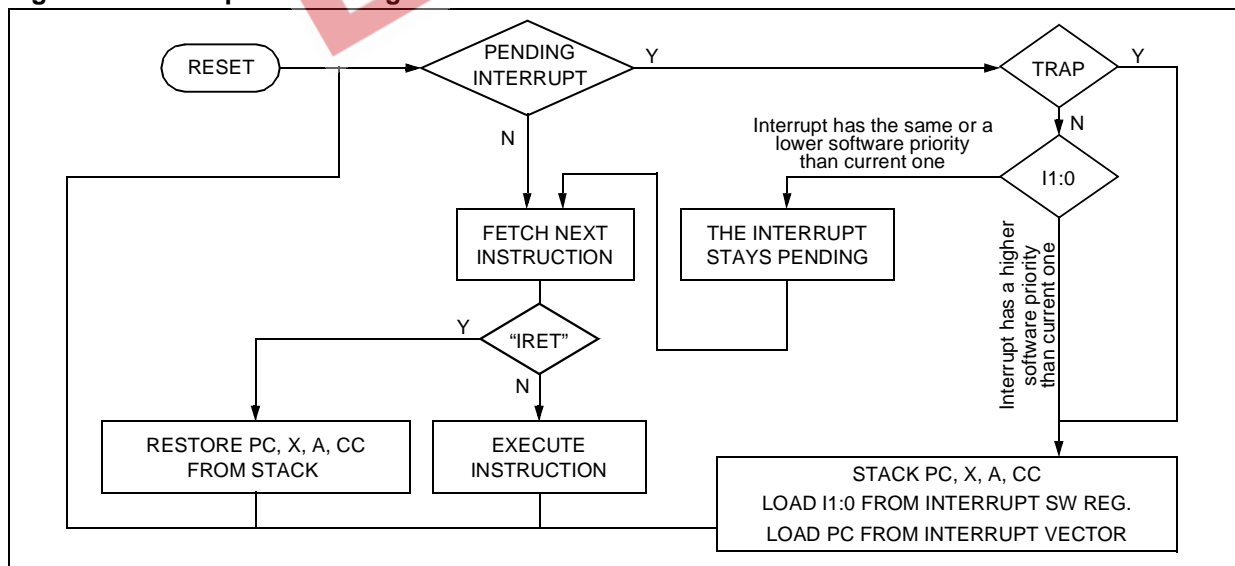 RESET
PENDING
INTERRUPT
Y
TRAP
Y
N
N
Interrupt has the same or a
lower software priority
than current one
I1:0
FETCH NEXT
INSTRUCTION
THE INTERRUPT
STAYS PENDING
Interrupt has a higher
software priority
than current one
Y
“IRET”
N
RESTORE PC, X, A, CC
FROM STACK
EXECUTE
INSTRUCTION
STACK PC, X, A, CC
LOAD I1:0 FROM INTERRUPT SW REG.
LOAD PC FROM INTERRUPT VECTOR